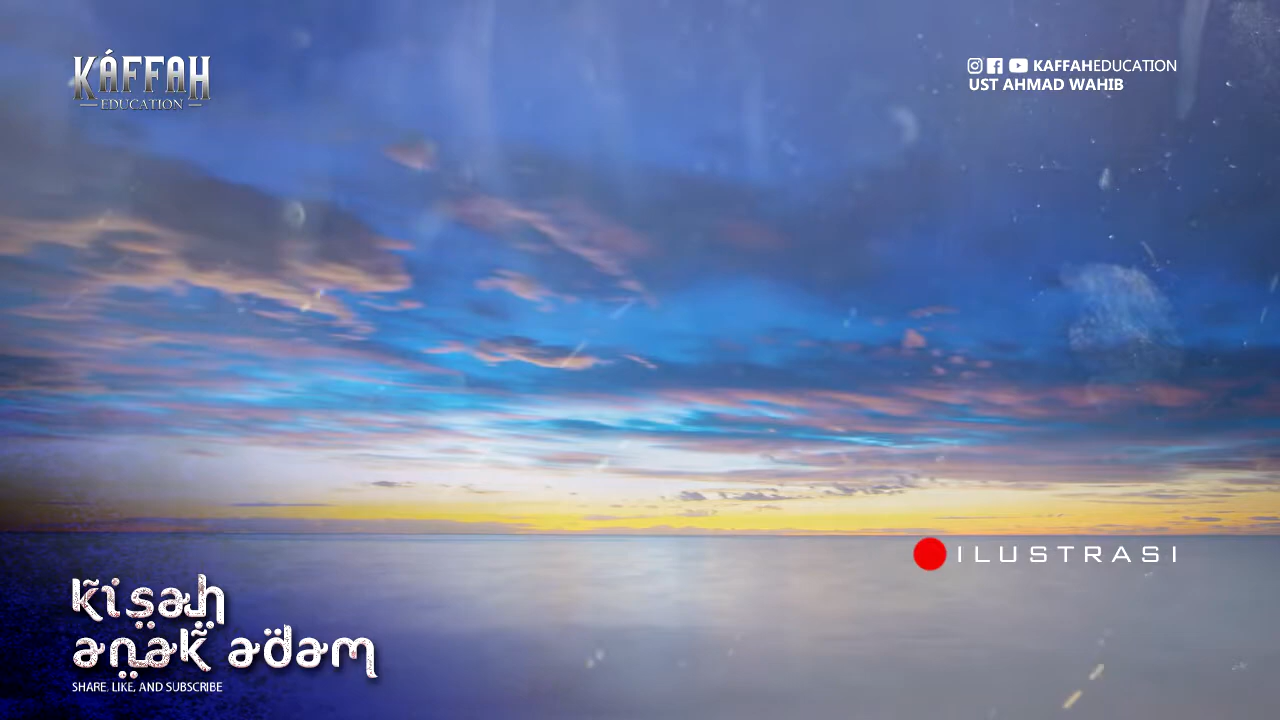 KÁFFAH
EDUCATION
KAFFAHEDUCATION
UST AHMAD WAHIB
ILUSTRASI
kisah
anak adam
SHARE, LIKE, AND SUBSCRIBE